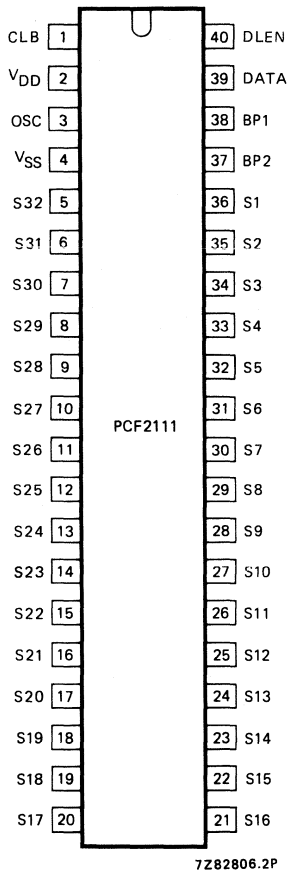 CLB 1 40 DLEN
VDD 2 39 DATA
OSC 3 38 BP1
VSS 4 37 BP2
S32 5 36 S1
S31 6 35 S2
S30 7 34 S3
S29 8 33 S4
S28 9 32 S5
S27 10 31 S6
PCF2111
S26 11 30 S7
S25 12 29 S8
S24 13 28 S9
S23 14 27 S10
S22 15 26 S11
S21 16 25 S12
S20 17 24 S13
S19 18 23 S14
S18 19 22 S15
S17 20 21 S16
7Z82806.2P